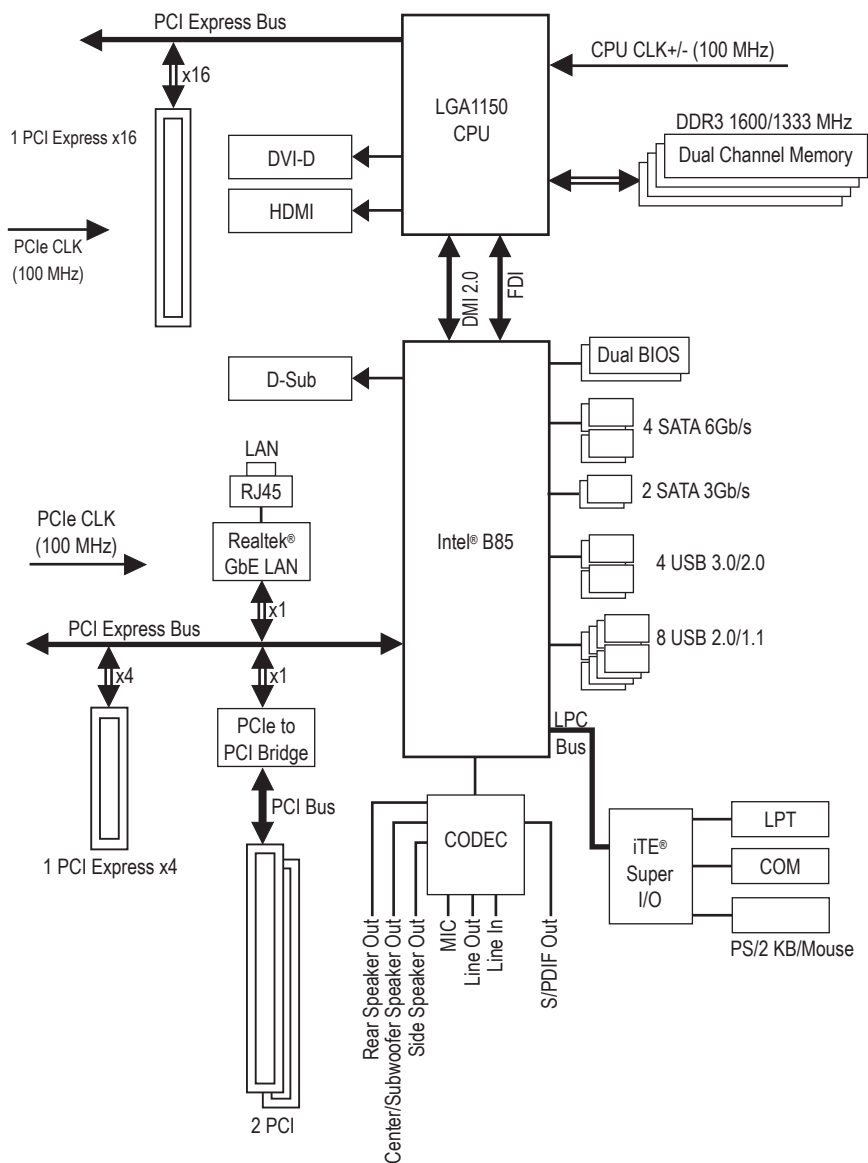 PCI Express Bus
x16
1 PCI Express x16
PCIe CLK
(100 MHz)
LGA1150
CPU
CPU CLK+/- (100 MHz)
DDR3 1600/1333 MHz
Dual Channel Memory
DVI-D
HDMI
DMI 2.0
FDI
D-Sub
Dual BIOS
4 SATA 6Gb/s
2 SATA 3Gb/s
4 USB 3.0/2.0
8 USB 2.0/1.1
Intel® B85
LAN
RJ45
Realtek®
GbE LAN
PCIe CLK
(100 MHz)
x1
PCI Express Bus
x4
x1
PCIe to
PCI Bridge
PCI Bus
1 PCI Express x4
2 PCI
LPC
Bus
CODEC
iTE®
Super
I/O
LPT
COM
PS/2 KB/Mouse
Rear Speaker Out
Center/Subwoofer Speaker Out
Side Speaker Out
MIC
Line Out
Line In
S/PDIF Out